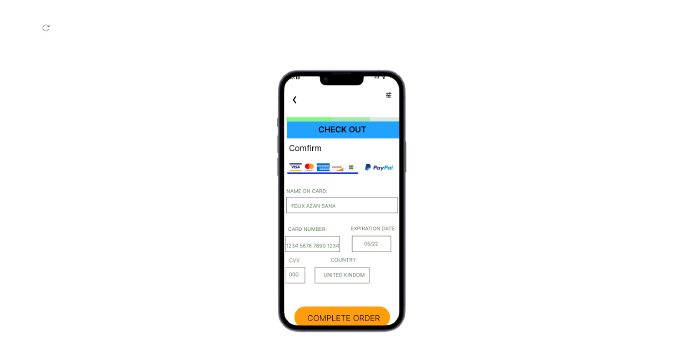 CHECK OUT
Comfirm
VISA PayPal
NAME ON CARD:
FELIX AZAN SANA
CARD NUMBER: EXPIRATION DATE:
1234 5678 7890 1234 05/22
CVV COUNTRY
000 UNITED KINDOM
COMPLETE ORDER